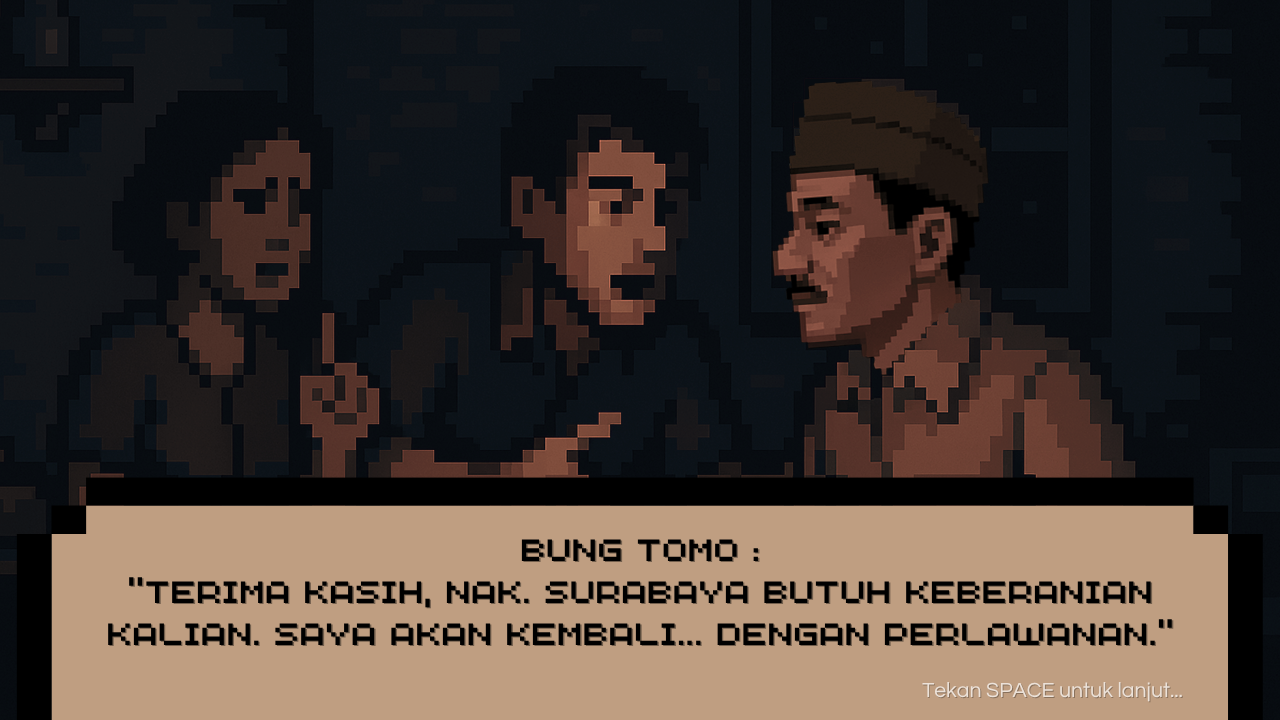 BUNG TOMO :
"TERIMA KASIH, NAK. SURABAYA BUTUH KEBERANIAN
KALIAN. SAYA AKAN KEMBALI... DENGAN PERLAWANAN."
Tekan SPACE untuk lanjut...